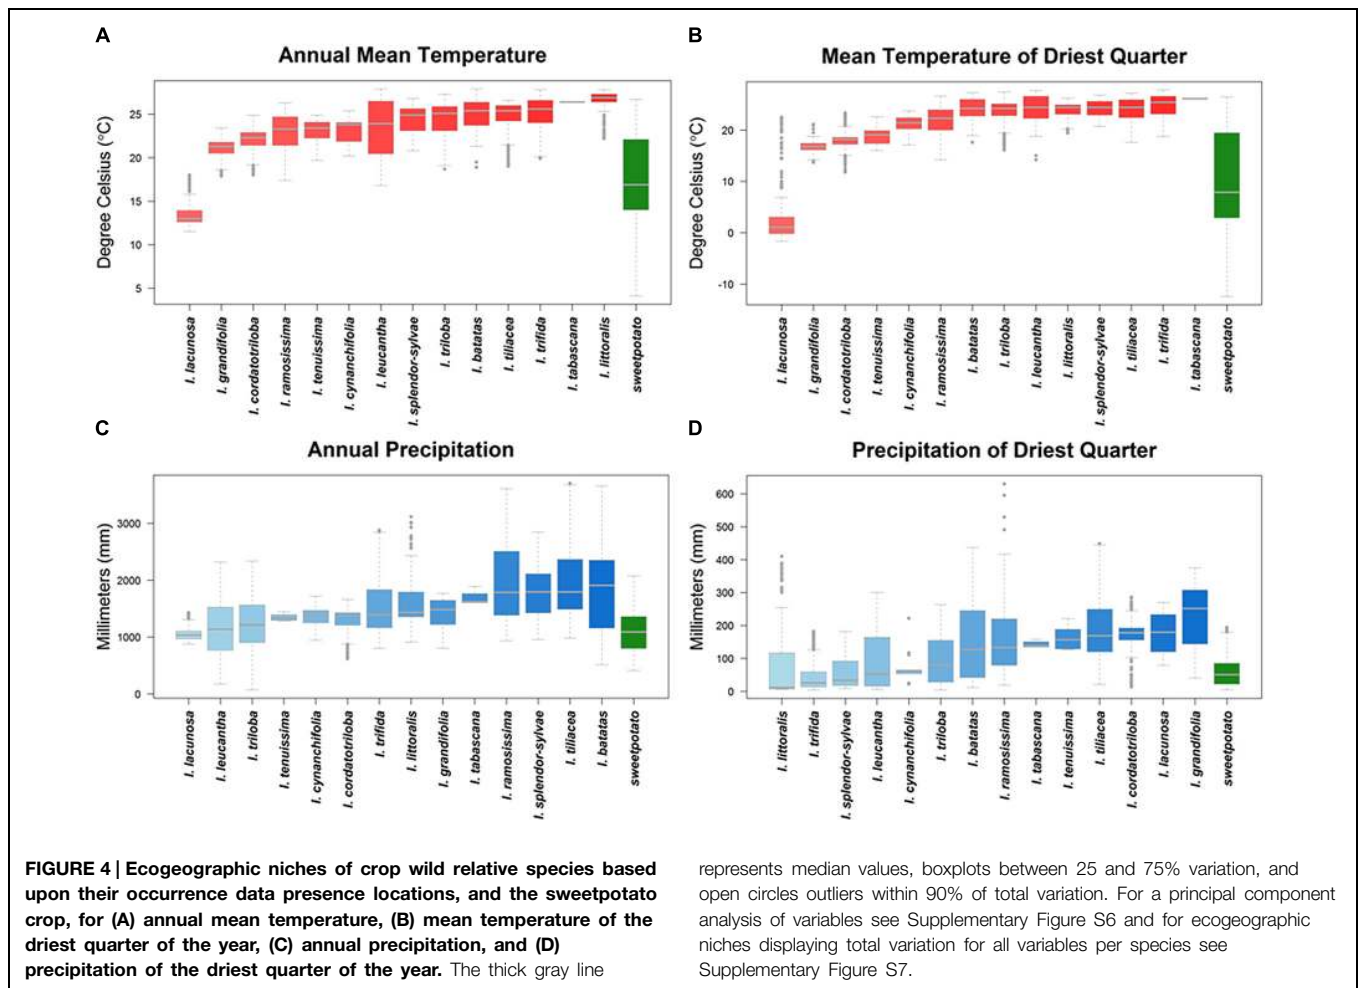 A
Annual Mean Temperature
Degree Celsius (°C)
25
20
15
10
5
I. lacunosa
I. grandifolia
I. cordatotriloba
I. ramosissima
I. tenuissima
I. cynanchifolia
I. leucantha
I. splendor-sylvae
I. triloba
I. batatas
I. tiliacea
I. trifida
I. tabascana
I. littoralis
sweetpotato
B
Mean Temperature of Driest Quarter
Degree Celsius (°C)
20
10
0
-10
I. lacunosa
I. grandifolia
I. cordatotriloba
I. tenuissima
I. cynanchifolia
I. ramosissima
I. batatas
I. triloba
I. leucantha
I. littoralis
I. splendor-sylvae
I. tiliacea
I. trifida
I. tabascana
sweetpotato
C
Annual Precipitation
Millimeters (mm)
3000
2000
1000
0
I. lacunosa
I. leucantha
I. triloba
I. tenuissima
I. cynanchifolia
I. cordatotriloba
I. trifida
I. littoralis
I. grandifolia
I. tabascana
I. ramosissima
I. splendor-sylvae
I. tiliacea
I. batatas
sweetpotato
D
Precipitation of Driest Quarter
Millimeters (mm)
600
500
400
300
200
100
0
I. littoralis
I. trifida
I. splendor-sylvae
I. leucantha
I. cynanchifolia
I. triloba
I. batatas
I. ramosissima
I. tabascana
I. tenuissima
I. tiliacea
I. cordatotriloba
I. lacunosa
I. grandifolia
sweetpotato
FIGURE 4 | Ecogeographic niches of crop wild relative species based
upon their occurrence data presence locations, and the sweetpotato
crop, for (A) annual mean temperature, (B) mean temperature of the
driest quarter of the year, (C) annual precipitation, and (D)
precipitation of the driest quarter of the year. The thick gray line
represents median values, boxplots between 25 and 75% variation, and
open circles outliers within 90% of total variation. For a principal component
analysis of variables see Supplementary Figure S6 and for ecogeographic
niches displaying total variation for all variables per species see
Supplementary Figure S7.